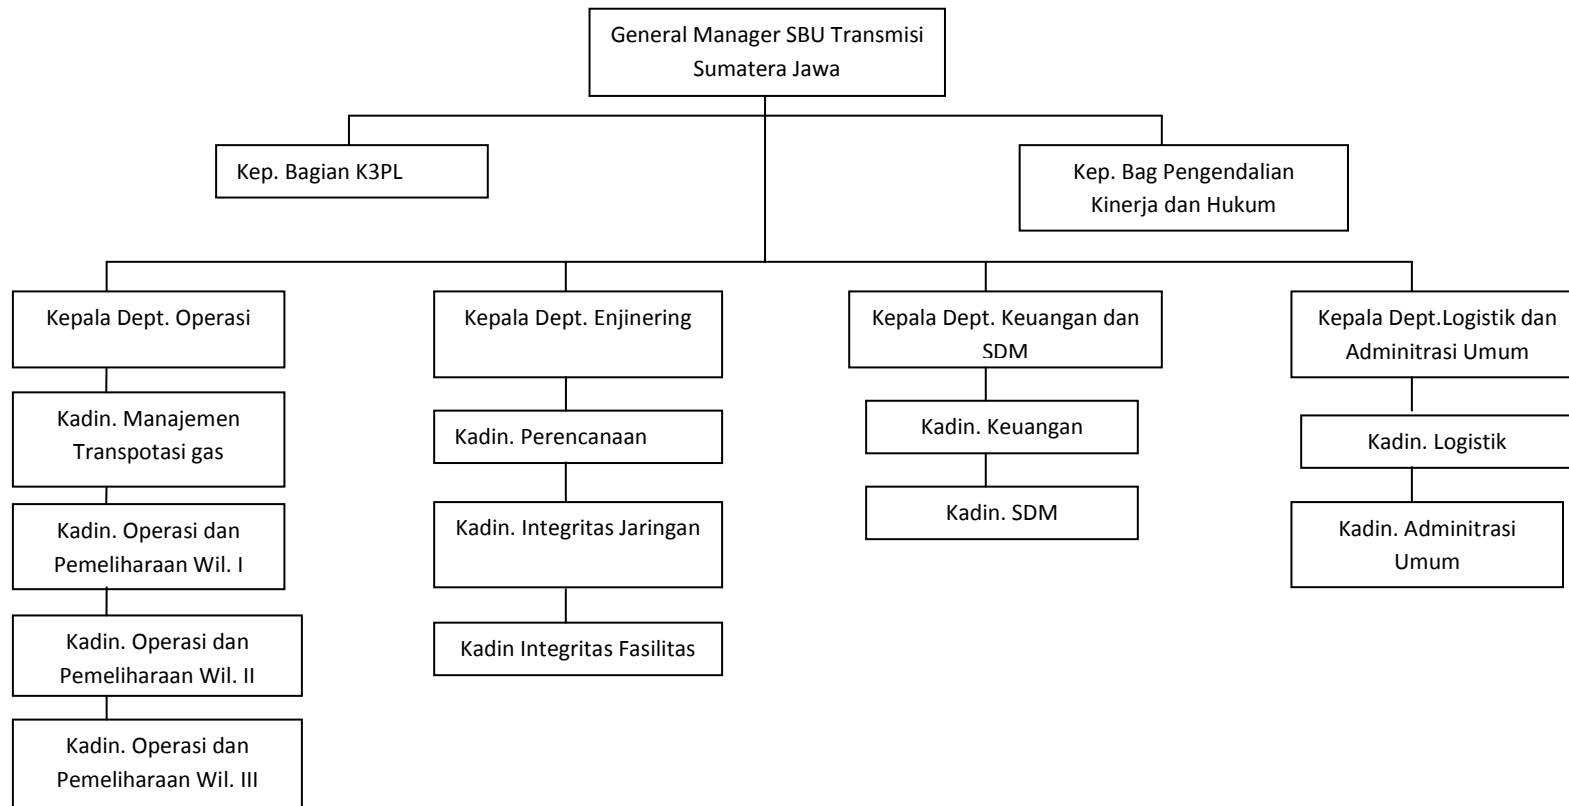 General Manager SBU Transmisi
Sumatera Jawa
Kep. Bagian K3PL
Kep. Bag Pengendalian
Kinerja dan Hukum
Kepala Dept. Operasi
Kepala Dept. Enjinering
Kepala Dept. Keuangan dan
SDM
Kepala Dept.Logistik dan
Adminitrasi Umum
Kadin. Manajemen
Transpotasi gas
Kadin. Perencanaan
Kadin. Keuangan
Kadin. Logistik
Kadin. Operasi dan
Pemeliharaan Wil. I
Kadin. Integritas Jaringan
Kadin. SDM
Kadin. Adminitrasi
Umum
Kadin. Operasi dan
Pemeliharaan Wil. II
Kadin Integritas Fasilitas
Kadin. Operasi dan
Pemeliharaan Wil. III